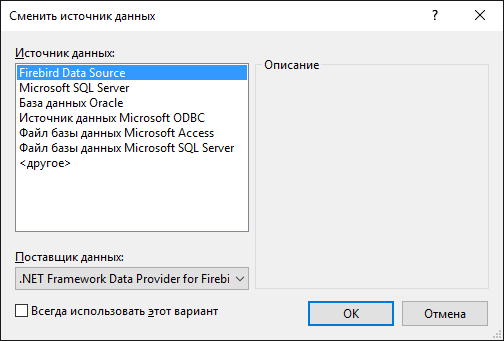 Сменить источник данных
Источник данных:
Firebird Data Source
Microsoft SQL Server
База данных Oracle
Источник данных Microsoft ODBC
Файл базы данных Microsoft Access
Файл базы данных Microsoft SQL Server
<другое>
Описание
Поставщик данных:
.NET Framework Data Provider for Firebi
Всегда использовать этот вариант
OK
Отмена